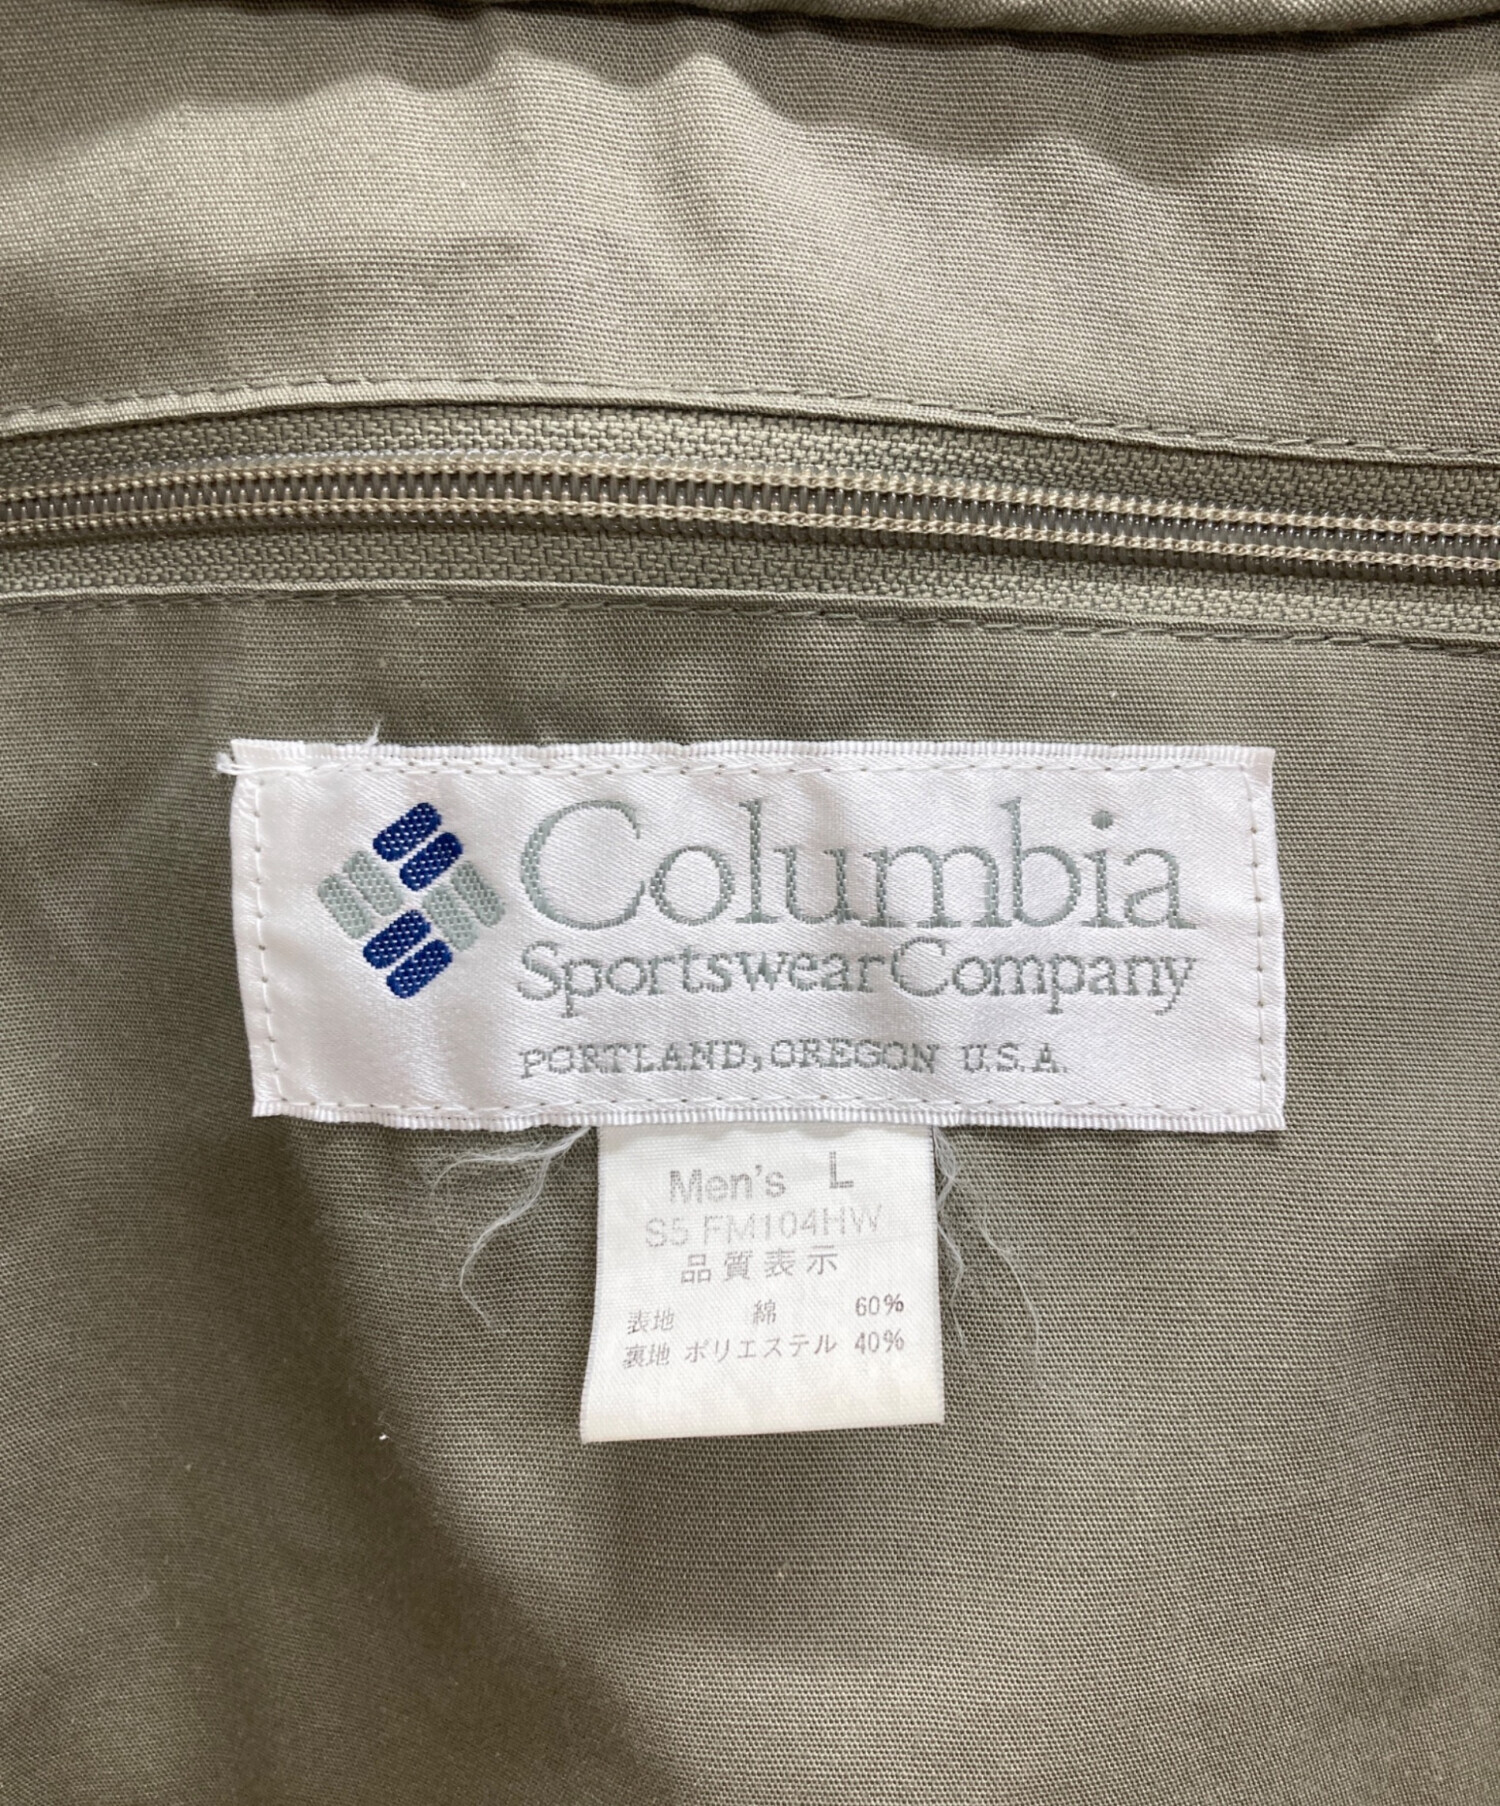 Columbia
Sportswear Company
PORTLAND, OREGON U.S.A.
Men's L
S5 FM104HW
品質表示
表地 綿 60%
裏地 ポリエステル 40%